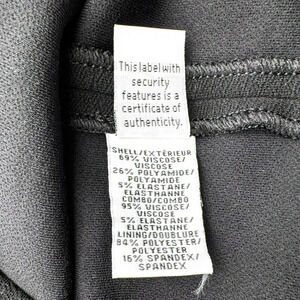 This label with
security
features is a
certificate of
authenticity.
SHELL/EXTÉRIEUR
69% VISCOSE/
VISCOSE
26% POLYAMIDE/
POLYAMIDE
5% ELASTANE/
ELASTHANNE
COMBO/COMBO
95% VISCOSE/
VISCOSE
5% ELASTANE/
ELASTHANNE
LINING/DOUBLURE
84% POLYESTER/
POLYESTER
16% SPANDEX/
SPANDEX